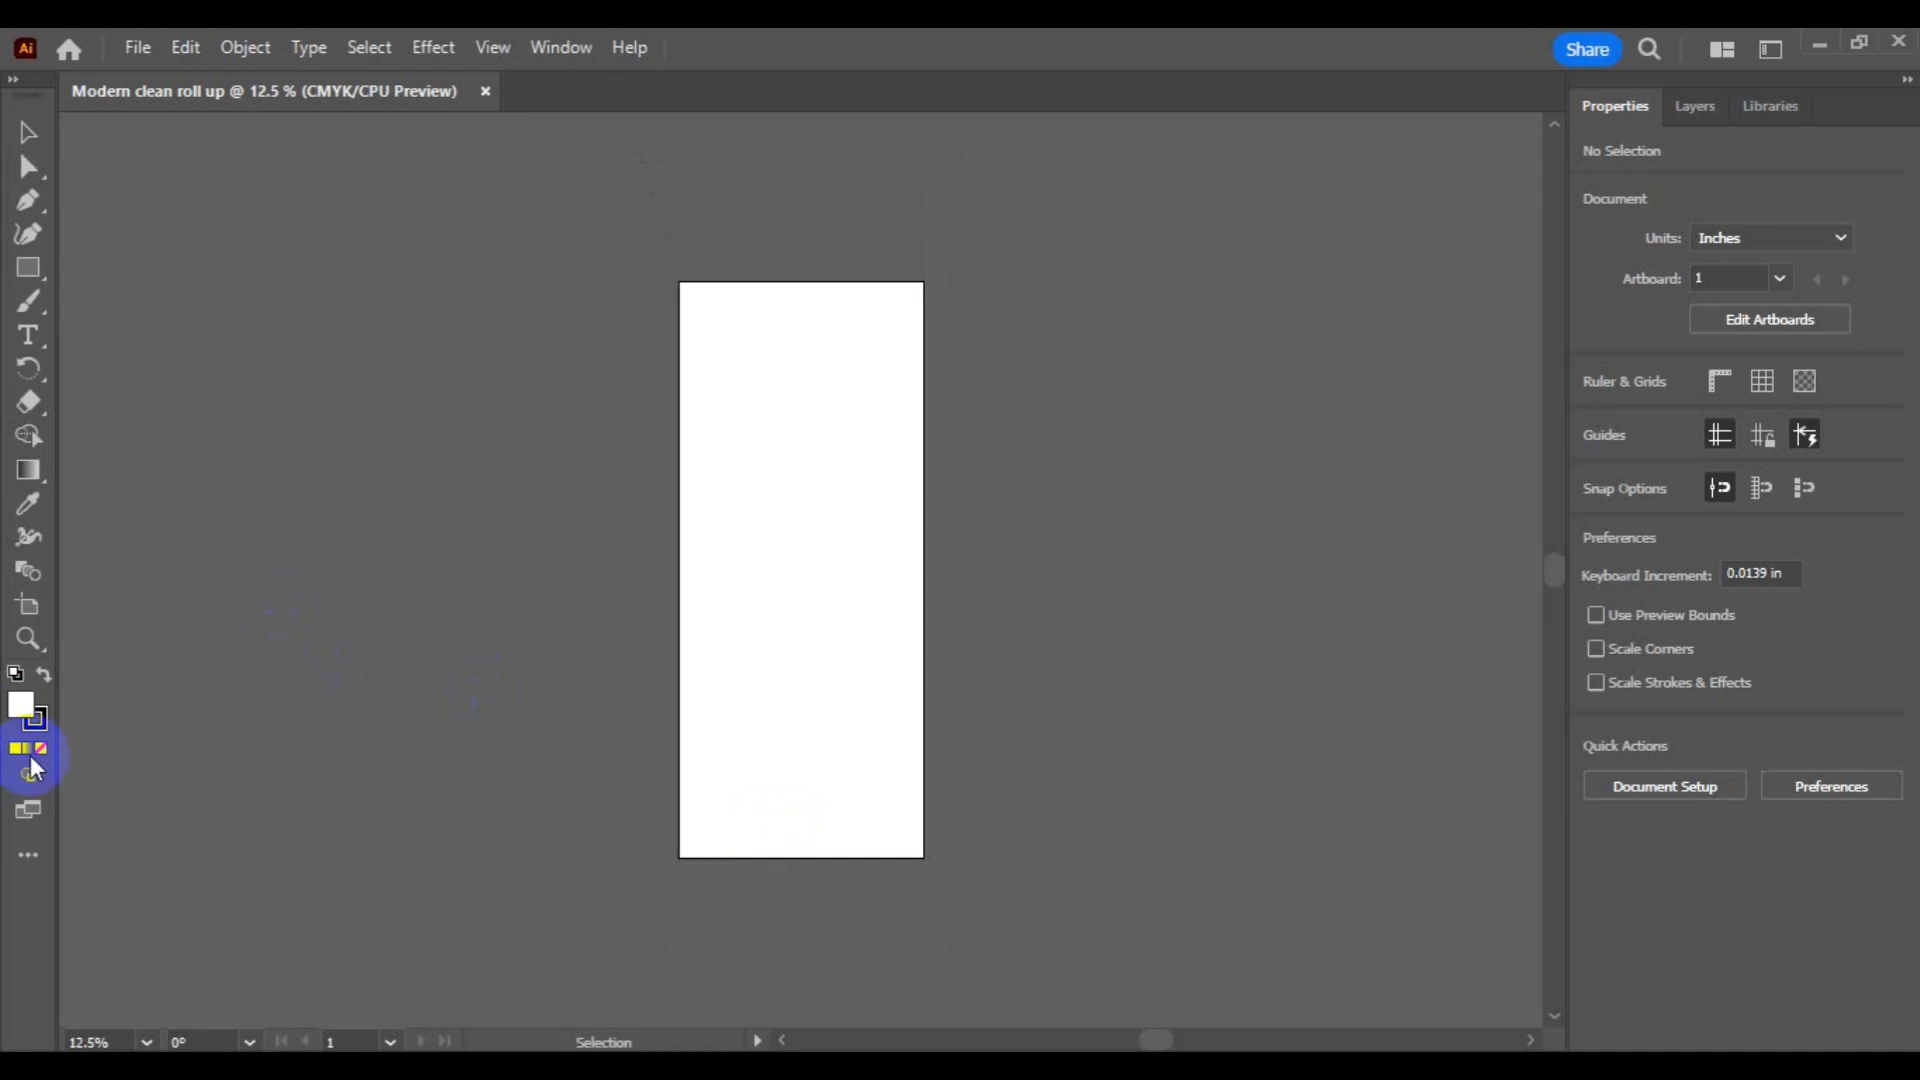 Ai File Edit Object Type Select Effect View Window Help Share
Modern clean roll up @ 12.5 % (CMYK/CPU Preview)
Properties Layers Libraries
No Selection
Document
Units: Inches
Artboard: 1
Edit Artboards
Ruler & Grids
Guides
Snap Options
Preferences
Keyboard Increment: 0.0139 in
Use Preview Bounds
Scale Corners
Scale Strokes & Effects
Quick Actions
Document Setup Preferences
12.5% 0° 1 Selection